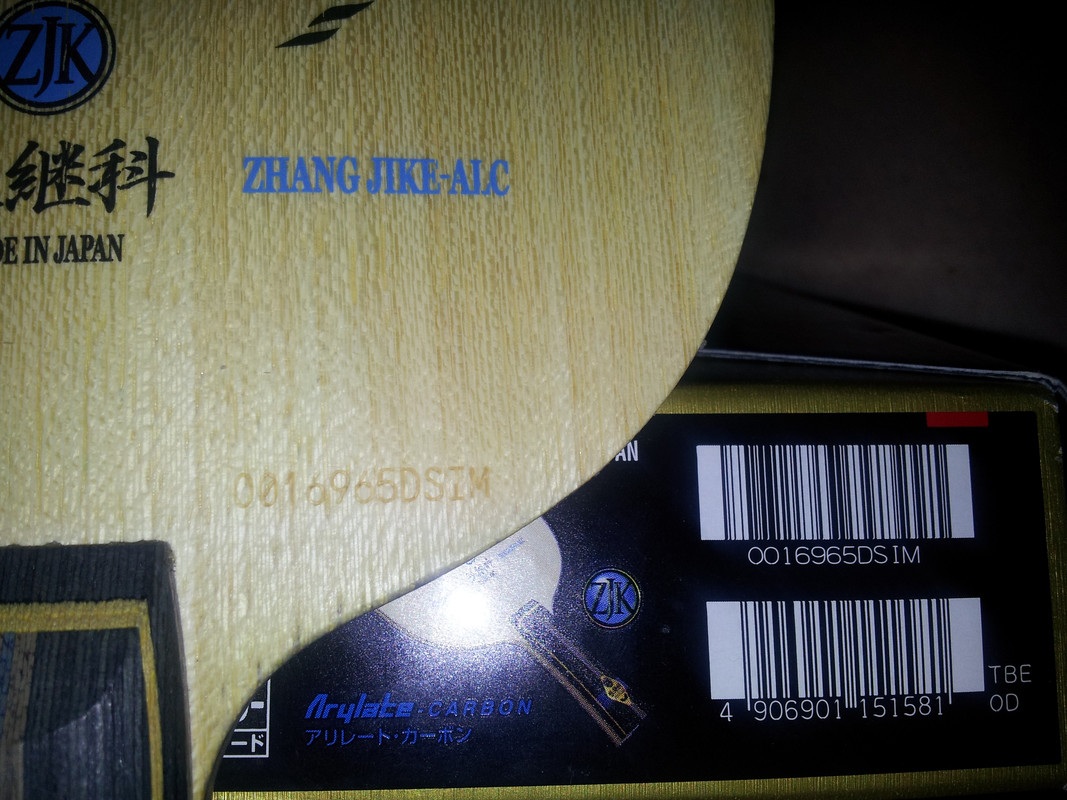 ZJK
継科
DE IN JAPAN
ZHANG JIKE-ALC
0016965DSIM
AN
0016965DSIM
ZJK
4 906901 151581
TBE
OD
Arylate-CARBON
アリレート・カーボン
ード